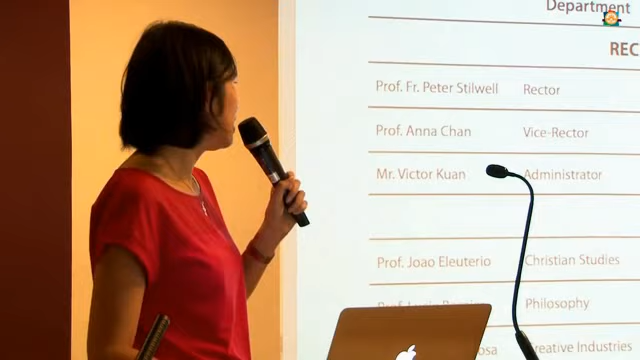 Department
REC
Prof. Fr. Peter Stilwell Rector
Prof. Anna Chan Vice-Rector
Mr. Victor Kuan Administrator
Prof. Joao Eleuterio Christian Studies
Philosophy
Creative Industries